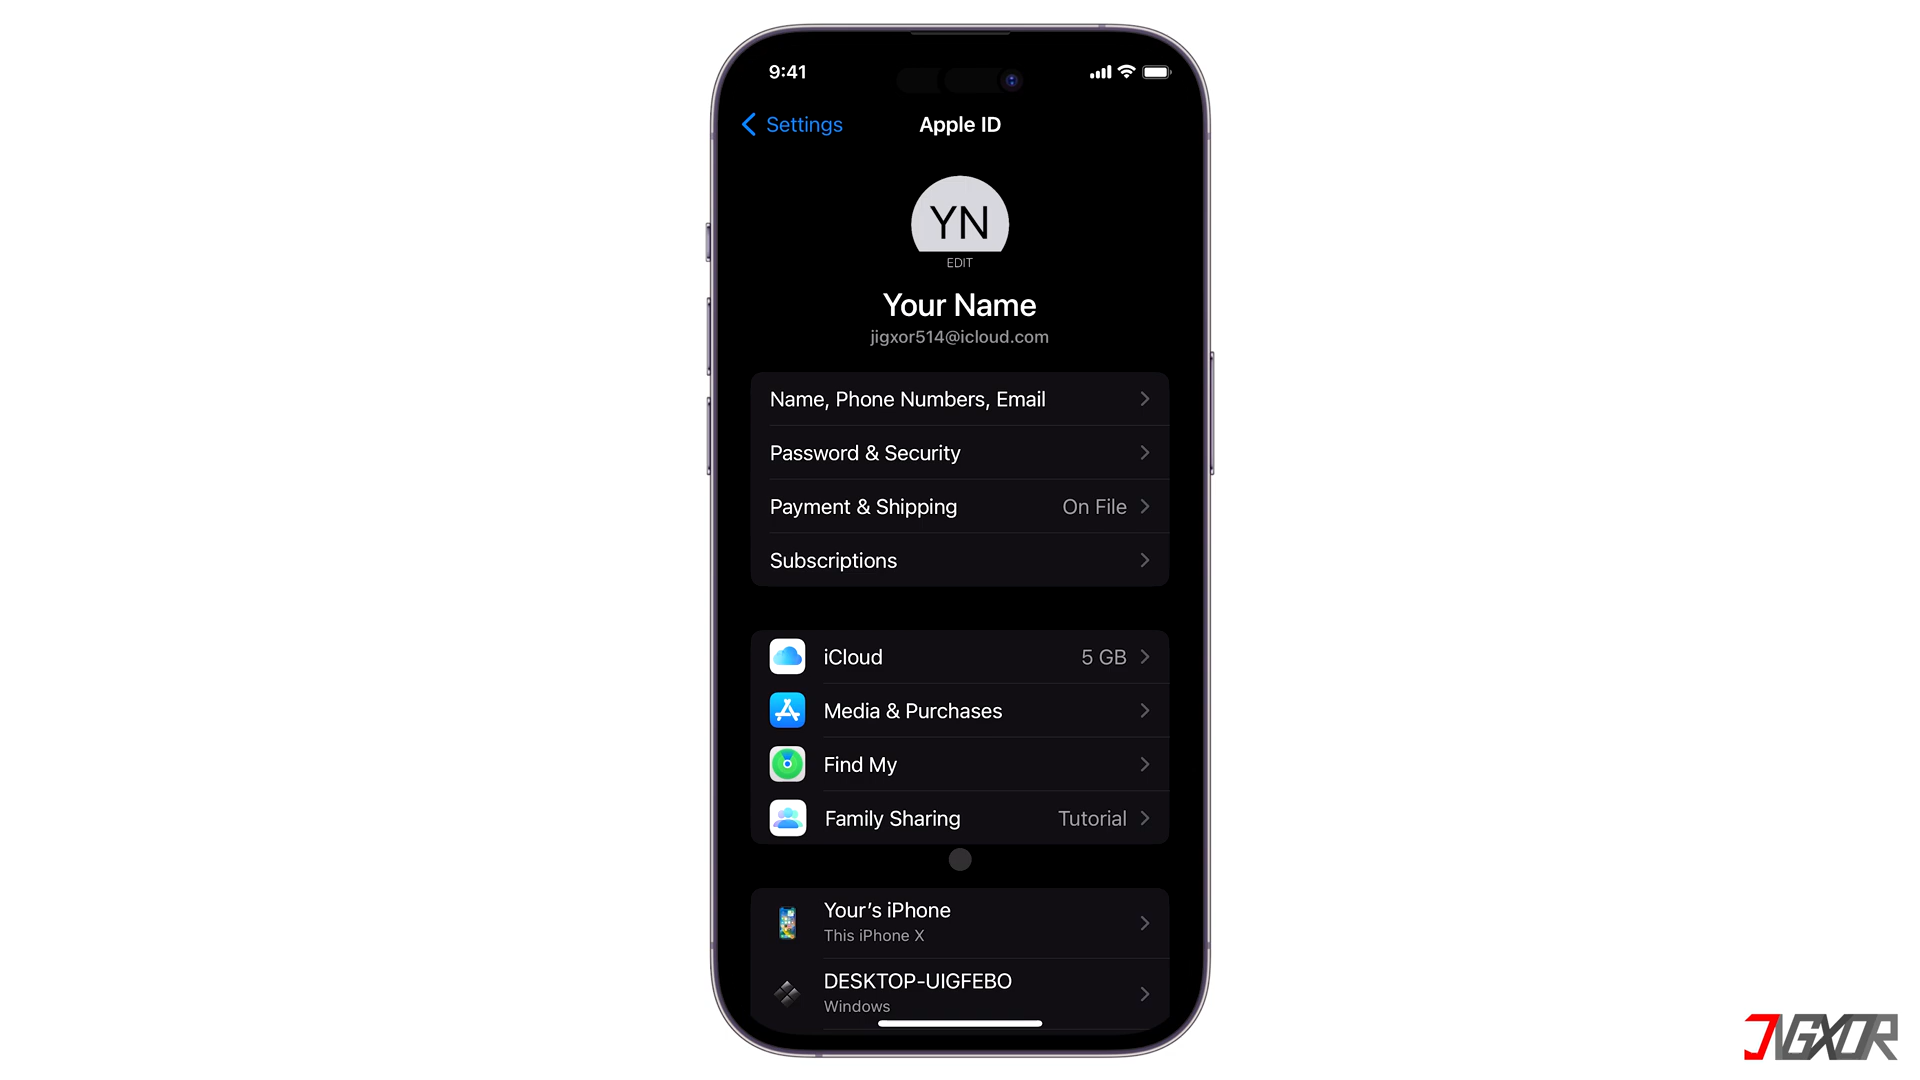 9:41
Settings
Apple ID
YN
EDIT
Your Name
jigxor514@icloud.com
Name, Phone Numbers, Email
Password & Security
Payment & Shipping On File
Subscriptions
iCloud 5 GB
Media & Purchases
Find My
Family Sharing Tutorial
Your’s iPhone
This iPhone X
DESKTOP-UIGFEBO
Windows
JIGXOR